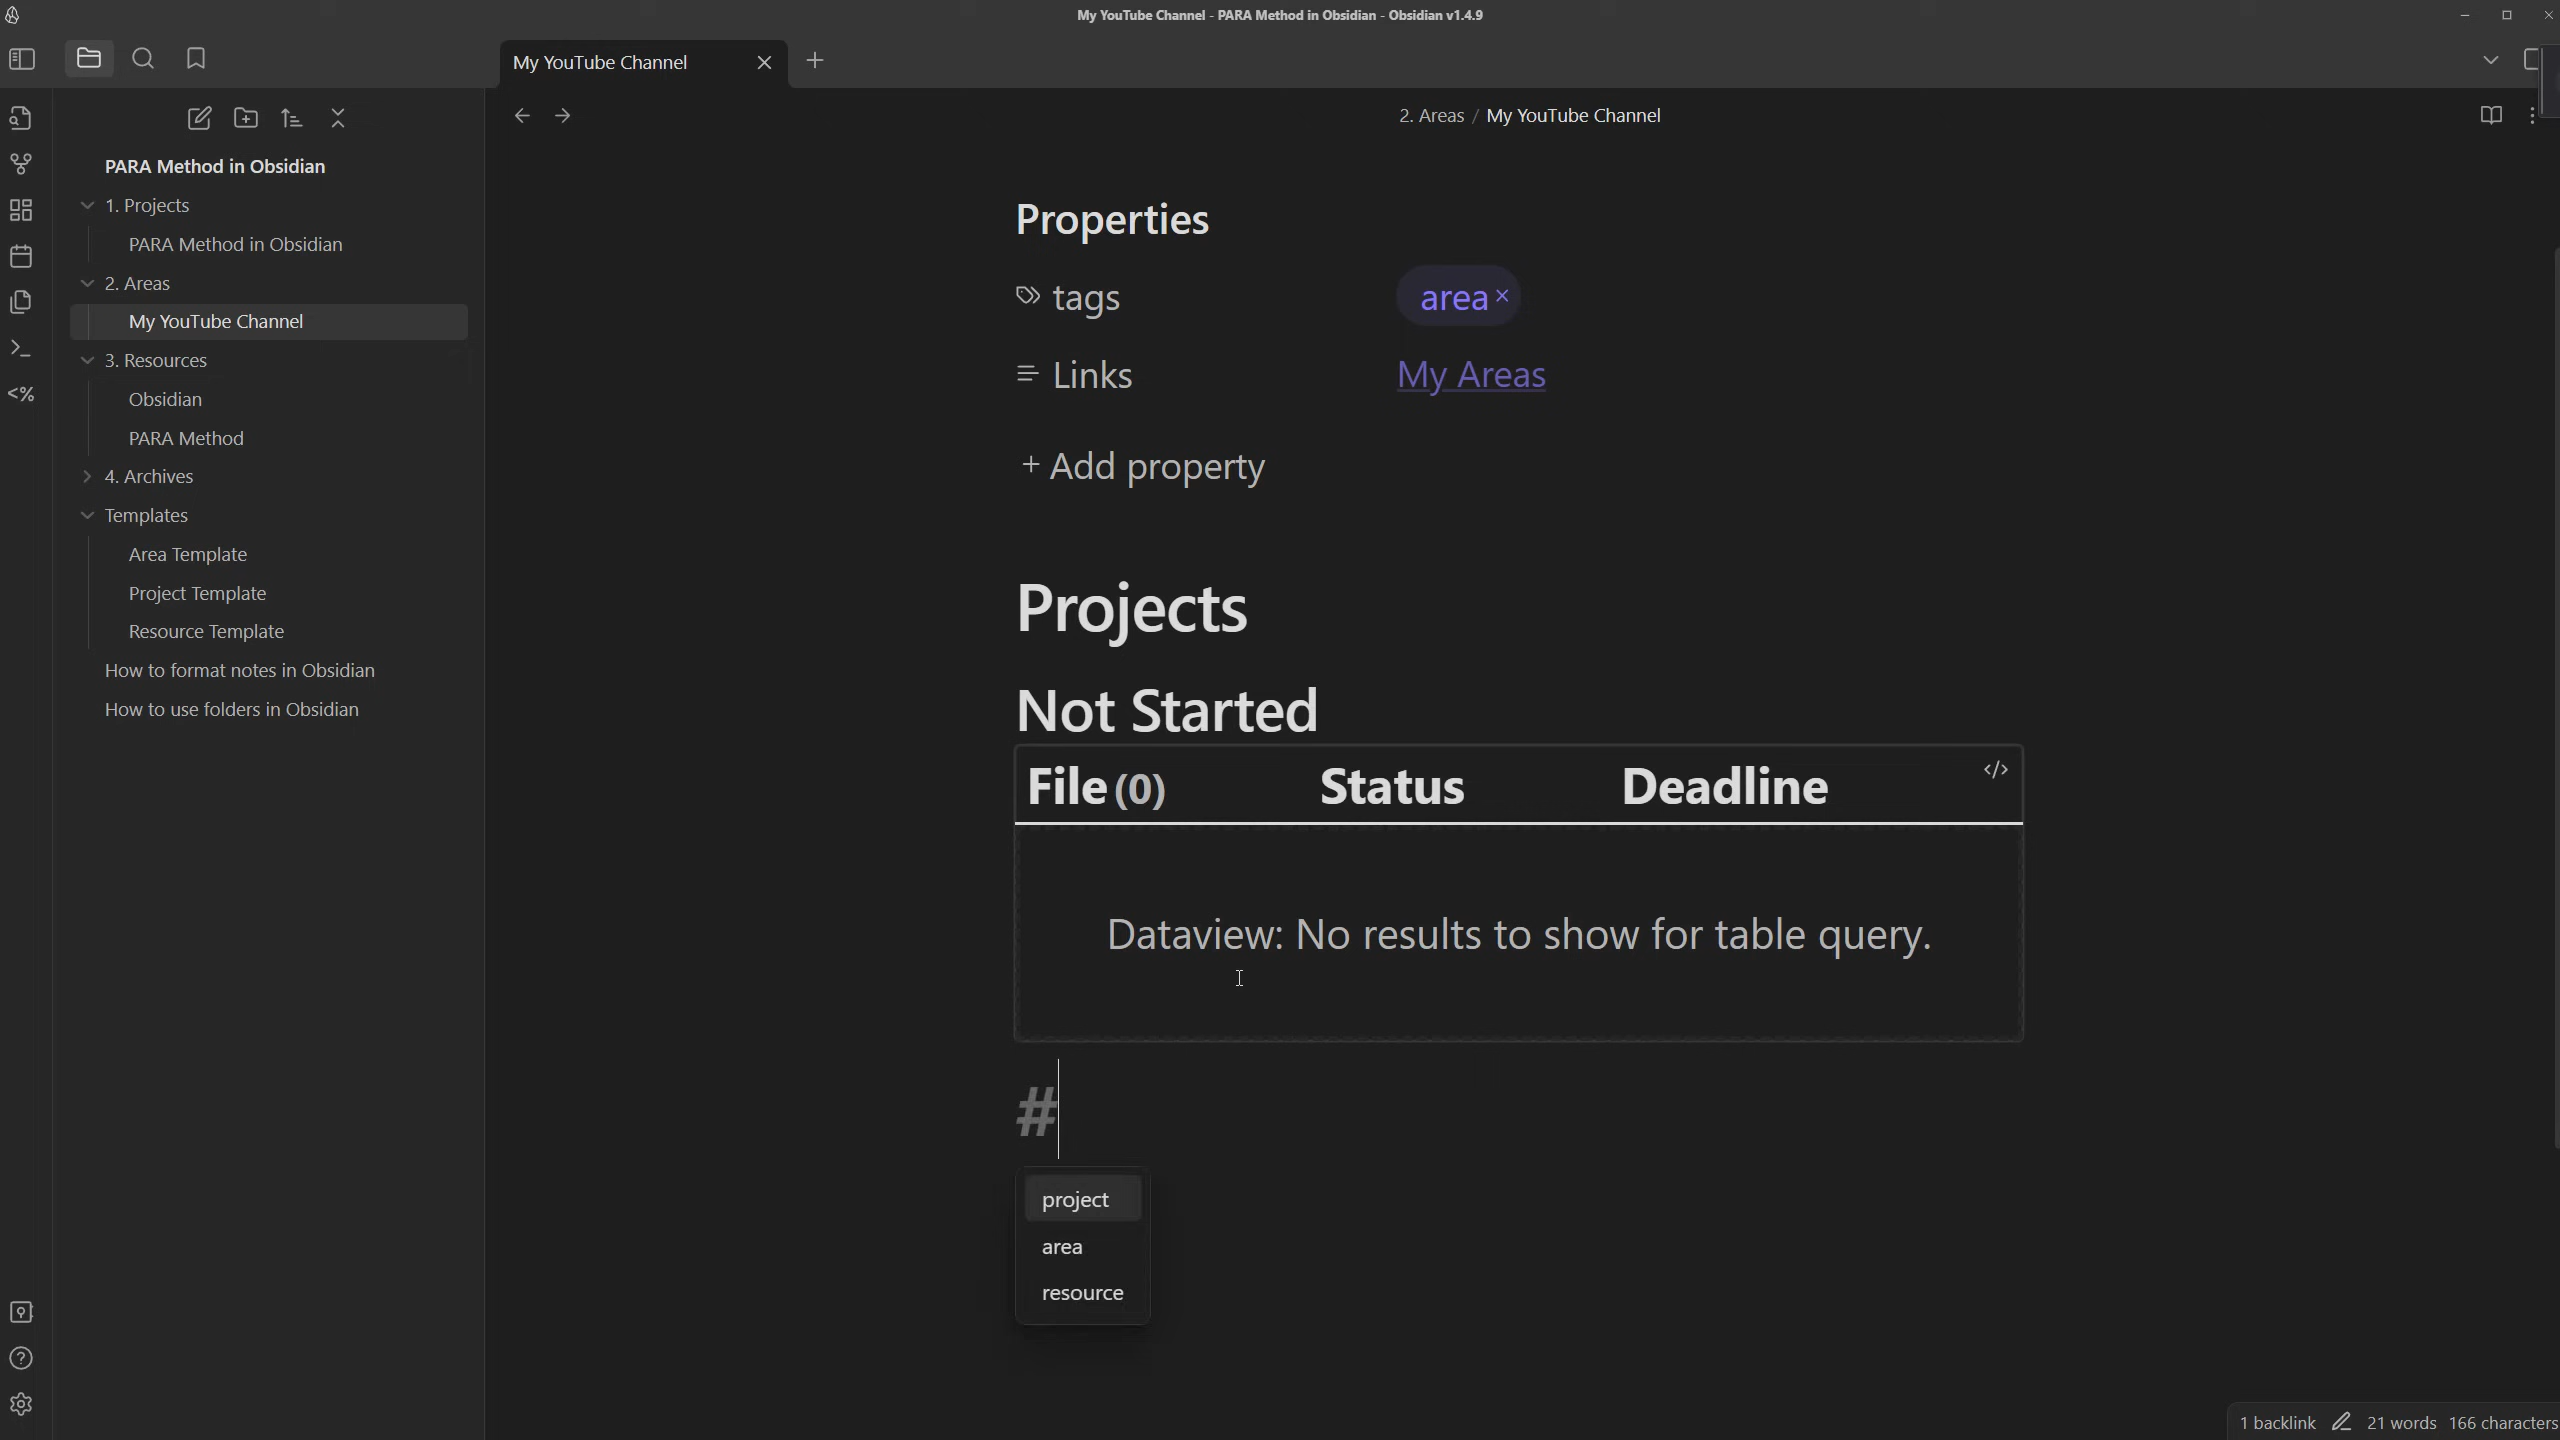 My YouTube Channel - PARA Method in Obsidian - Obsidian v1.4.9
My YouTube Channel
2. Areas / My YouTube Channel
PARA Method in Obsidian
1. Projects
PARA Method in Obsidian
2. Areas
My YouTube Channel
3. Resources
Obsidian
PARA Method
4. Archives
Templates
Area Template
Project Template
Resource Template
How to format notes in Obsidian
How to use folders in Obsidian
Properties
tags area
Links My Areas
+ Add property
Projects
Not Started
File (0) Status Deadline
Dataview: No results to show for table query.
#
project
area
resource
1 backlink 21 words 166 characters